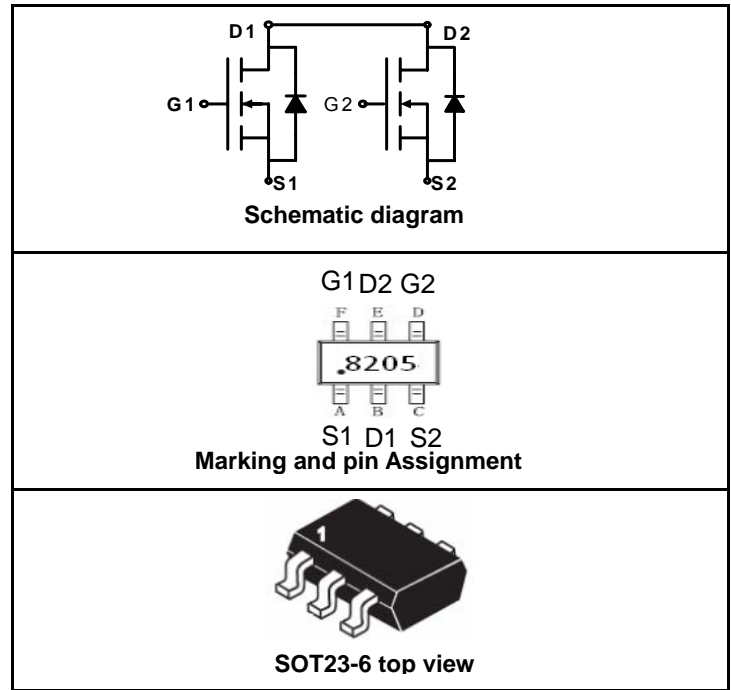 D1 D2
G1 G2
S1 S2
Schematic diagram
G1 D2 G2
F E D
.8205
A B C
S1 D1 S2
Marking and pin Assignment
1
SOT23-6 top view